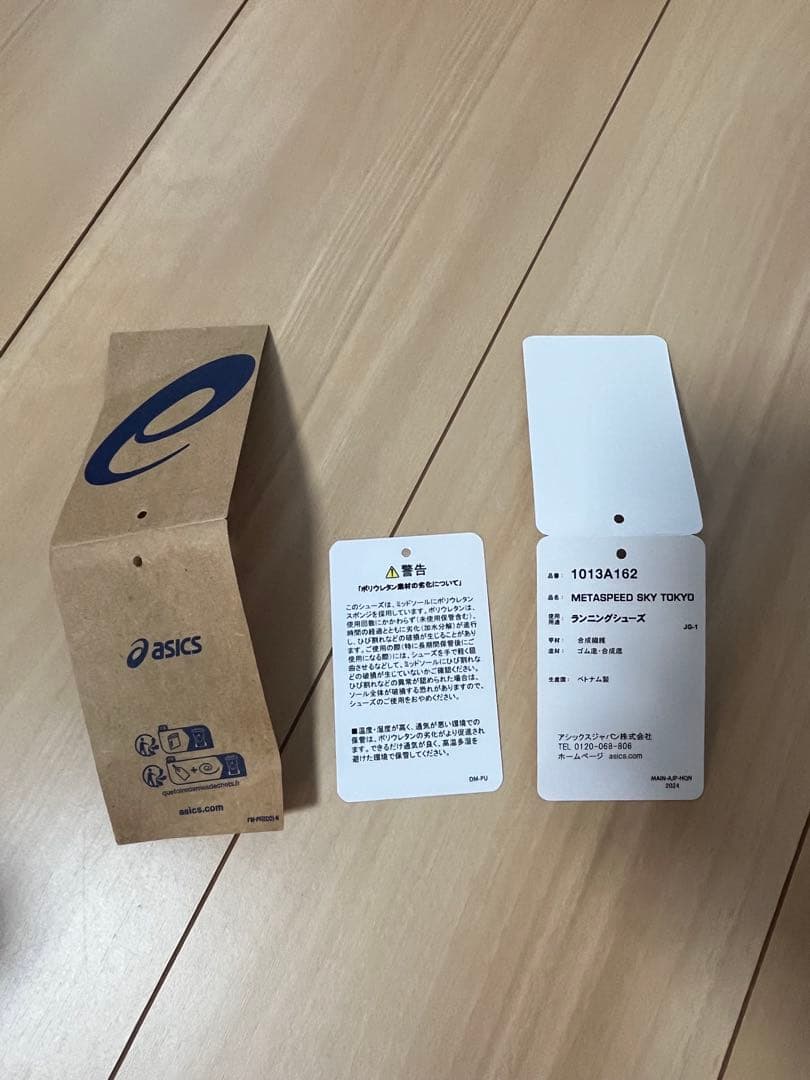 asics
quefairedemesdechets.fr
asics.com
警告
「ポリウレタン素材の劣化について」
このシューズは、ミッドソールにポリウレタン
スポンジを採用しています。ポリウレタンは、
使用回数にかかわらず（未使用保管含む）、
時間の経過とともに劣化（加水分解）が進行
し、ひび割れなどの破損が生じることがあり
ます。ご使用の際（特に長期間保管後にご
使用になる際）には、シューズを手で軽く屈
曲させるなどして、ミッドソールにひび割れな
どの破損が生じていないかご確認ください。
ひび割れなどの異常が認められた場合は、
ソール全体が破損する恐れがありますので、
シューズのご使用をおやめください。
■温度・湿度が高く、通気が悪い環境での
保管は、ポリウレタンの劣化がより促進され
ます。できるだけ通気が良く、高温多湿を
避けた環境で保管してください。
DM-PU
品番： 1013A162
品名： METASPEED SKY TOKYO
使用用途： ランニングシューズ
JG-1
甲材： 合成繊維
底材： ゴム底・合成底
生産国： ベトナム製
アシックスジャパン株式会社
TEL 0120-068-806
ホームページ asics.com
MAIN-AJP-HQN
2024